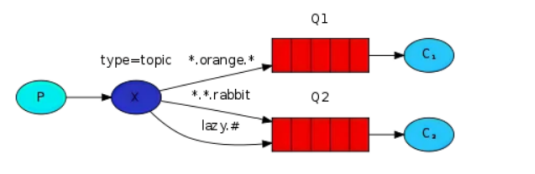 Q1
type=topic
*.orange.*
C₁
P
X
*.*.rabbit
Q2
lazy.#
C₂